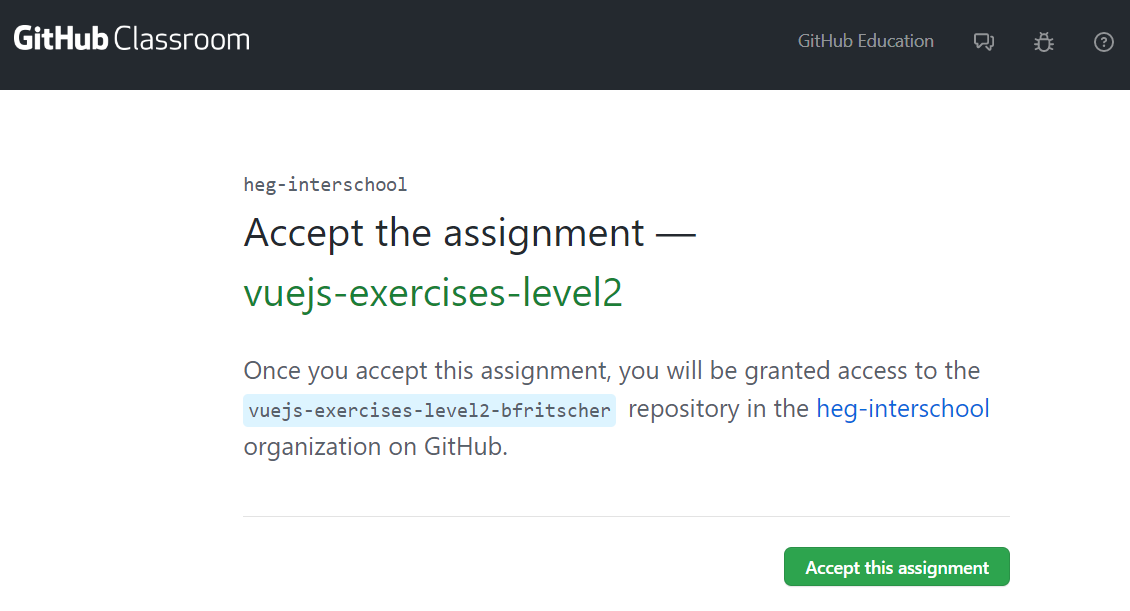 GitHub Classroom
GitHub Education
heg-interschool
Accept the assignment —
vuejs-exercises-level2
Once you accept this assignment, you will be granted access to the
vuejs-exercises-level2-bfritscher repository in the heg-interschool
organization on GitHub.
Accept this assignment